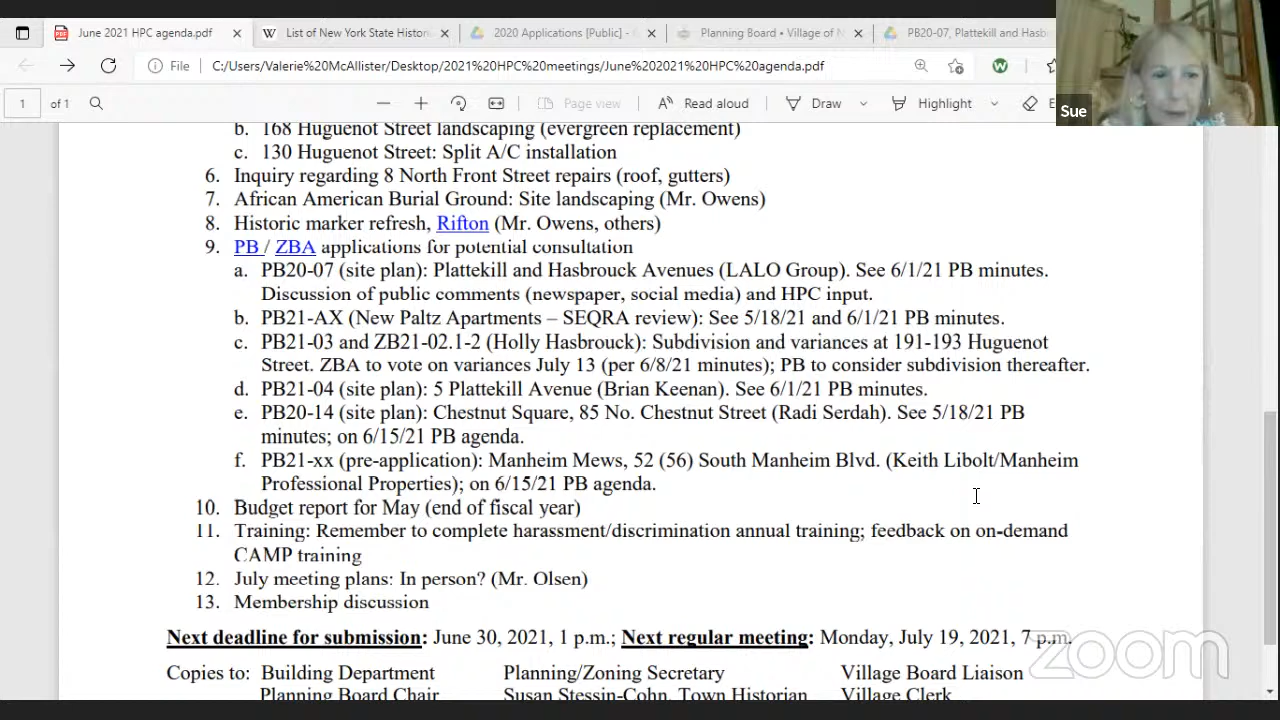 June 2021 HPC agenda.pdf
List of New York State Histori
2020 Applications [Public] -
Planning Board • Village of N
PB20-07, Plattekill and Hasb
File
C:/Users/Valerie%20McAllister/Desktop/2021%20HPC%20meetings/June%202021%20HPC%20agenda.pdf
1 of 1
Page view
Read aloud
Draw
Highlight
E
Sue
b. 168 Huguenot Street landscaping (evergreen replacement)
c. 130 Huguenot Street: Split A/C installation
6. Inquiry regarding 8 North Front Street repairs (roof, gutters)
7. African American Burial Ground: Site landscaping (Mr. Owens)
8. Historic marker refresh, Rifton (Mr. Owens, others)
9. PB / ZBA applications for potential consultation
a. PB20-07 (site plan): Plattekill and Hasbrouck Avenues (LALO Group). See 6/1/21 PB minutes.
Discussion of public comments (newspaper, social media) and HPC input.
b. PB21-AX (New Paltz Apartments – SEQRA review): See 5/18/21 and 6/1/21 PB minutes.
c. PB21-03 and ZB21-02.1-2 (Holly Hasbrouck): Subdivision and variances at 191-193 Huguenot
Street. ZBA to vote on variances July 13 (per 6/8/21 minutes); PB to consider subdivision thereafter.
d. PB21-04 (site plan): 5 Plattekill Avenue (Brian Keenan). See 6/1/21 PB minutes.
e. PB20-14 (site plan): Chestnut Square, 85 No. Chestnut Street (Radi Serdah). See 5/18/21 PB
minutes; on 6/15/21 PB agenda.
f. PB21-xx (pre-application): Manheim Mews, 52 (56) South Manheim Blvd. (Keith Libolt/Manheim
Professional Properties); on 6/15/21 PB agenda.
10. Budget report for May (end of fiscal year)
11. Training: Remember to complete harassment/discrimination annual training; feedback on on-demand
CAMP training
12. July meeting plans: In person? (Mr. Olsen)
13. Membership discussion
Next deadline for submission: June 30, 2021, 1 p.m.; Next regular meeting: Monday, July 19, 2021, 7 p.m.
zoom
Copies to: Building Department Planning/Zoning Secretary Village Board Liaison
Planning Board Chair Susan Stessin-Cohn, Town Historian Village Clerk